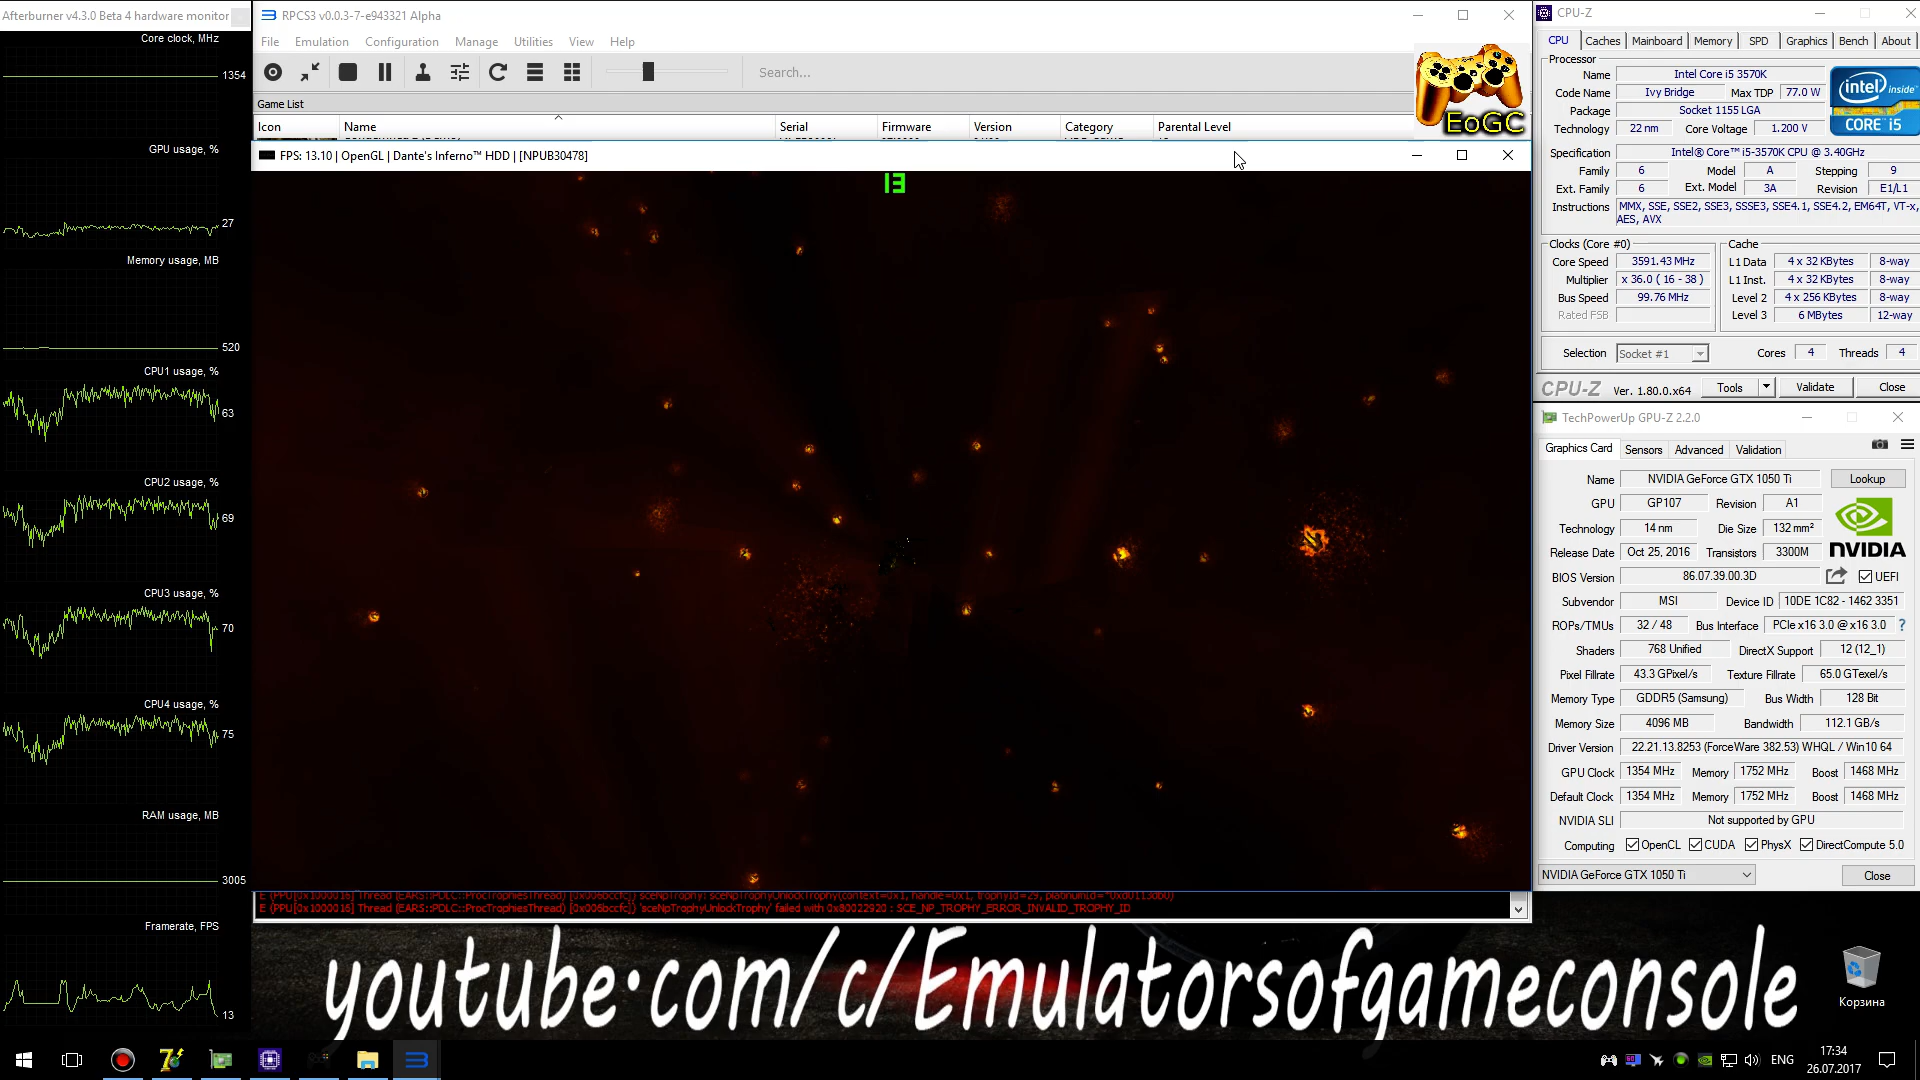 Afterburner v4.3.0 Beta 4 hardware monitor
Core clock, MHz
1354
GPU usage, %
27
Memory usage, MB
520
CPU1 usage, %
63
CPU2 usage, %
69
CPU3 usage, %
70
CPU4 usage, %
75
RAM usage, MB
3005
Framerate, FPS
13
RPCS3 v0.0.3-7-e943321 Alpha
File Emulation Configuration Manage Utilities View Help
Search...
EoGC
Game List
Icon Name Serial Firmware Version Category Parental Level
FPS: 13.10 | OpenGL | Dante's Inferno™ HDD | [NPUB30478]
13
E {PPU[0x1000016] Thread (EARS::PDLC::ProcTrophiesThread) [0x006bccfc]} sceNpTrophy: sceNpTrophyUnlockTrophy(context=0x1, handle=0x1, trophyId=29, platinumId=*0xd01130b0)
E {PPU[0x1000016] Thread (EARS::PDLC::ProcTrophiesThread) [0x006bccfc]} 'sceNpTrophyUnlockTrophy' failed with 0x80022920 : SCE_NP_TROPHY_ERROR_INVALID_TROPHY_ID
youtube.com/c/Emulatorsofgameconsole
CPU-Z
CPU Caches Mainboard Memory SPD Graphics Bench About
Processor
Name Intel Core i5 3570K
Code Name Ivy Bridge Max TDP 77.0 W
Package Socket 1155 LGA
Technology 22 nm Core Voltage 1.200 V
intel inside™
CORE i5
Specification Intel® Core™ i5-3570K CPU @ 3.40GHz
Family 6 Model A Stepping 9
Ext. Family 6 Ext. Model 3A Revision E1/L1
Instructions MMX, SSE, SSE2, SSE3, SSSE3, SSE4.1, SSE4.2, EM64T, VT-x,
AES, AVX
Clocks (Core #0)
Core Speed 3591.43 MHz
Multiplier x 36.0 ( 16 - 38 )
Bus Speed 99.76 MHz
Rated FSB
Cache
L1 Data 4 x 32 KBytes 8-way
L1 Inst. 4 x 32 KBytes 8-way
Level 2 4 x 256 KBytes 8-way
Level 3 6 MBytes 12-way
Selection Socket #1 Cores 4 Threads 4
CPU-Z Ver. 1.80.0.x64 Tools Validate Close
TechPowerUp GPU-Z 2.2.0
Graphics Card Sensors Advanced Validation
Name NVIDIA GeForce GTX 1050 Ti Lookup
GPU GP107 Revision A1
Technology 14 nm Die Size 132 mm²
Release Date Oct 25, 2016 Transistors 3300M
NVIDIA
BIOS Version 86.07.39.00.3D UEFI
Subvendor MSI Device ID 10DE 1C82 - 1462 3351
ROPs/TMUs 32 / 48 Bus Interface PCIe x16 3.0 @ x16 3.0 ?
Shaders 768 Unified DirectX Support 12 (12_1)
Pixel Fillrate 43.3 GPixel/s Texture Fillrate 65.0 GTexel/s
Memory Type GDDR5 (Samsung) Bus Width 128 Bit
Memory Size 4096 MB Bandwidth 112.1 GB/s
Driver Version 22.21.13.8253 (ForceWare 382.53) WHQL / Win10 64
GPU Clock 1354 MHz Memory 1752 MHz Boost 1468 MHz
Default Clock 1354 MHz Memory 1752 MHz Boost 1468 MHz
NVIDIA SLI Not supported by GPU
Computing OpenCL CUDA PhysX DirectCompute 5.0
NVIDIA GeForce GTX 1050 Ti Close
Корзина
ENG
17:34
26.07.2017